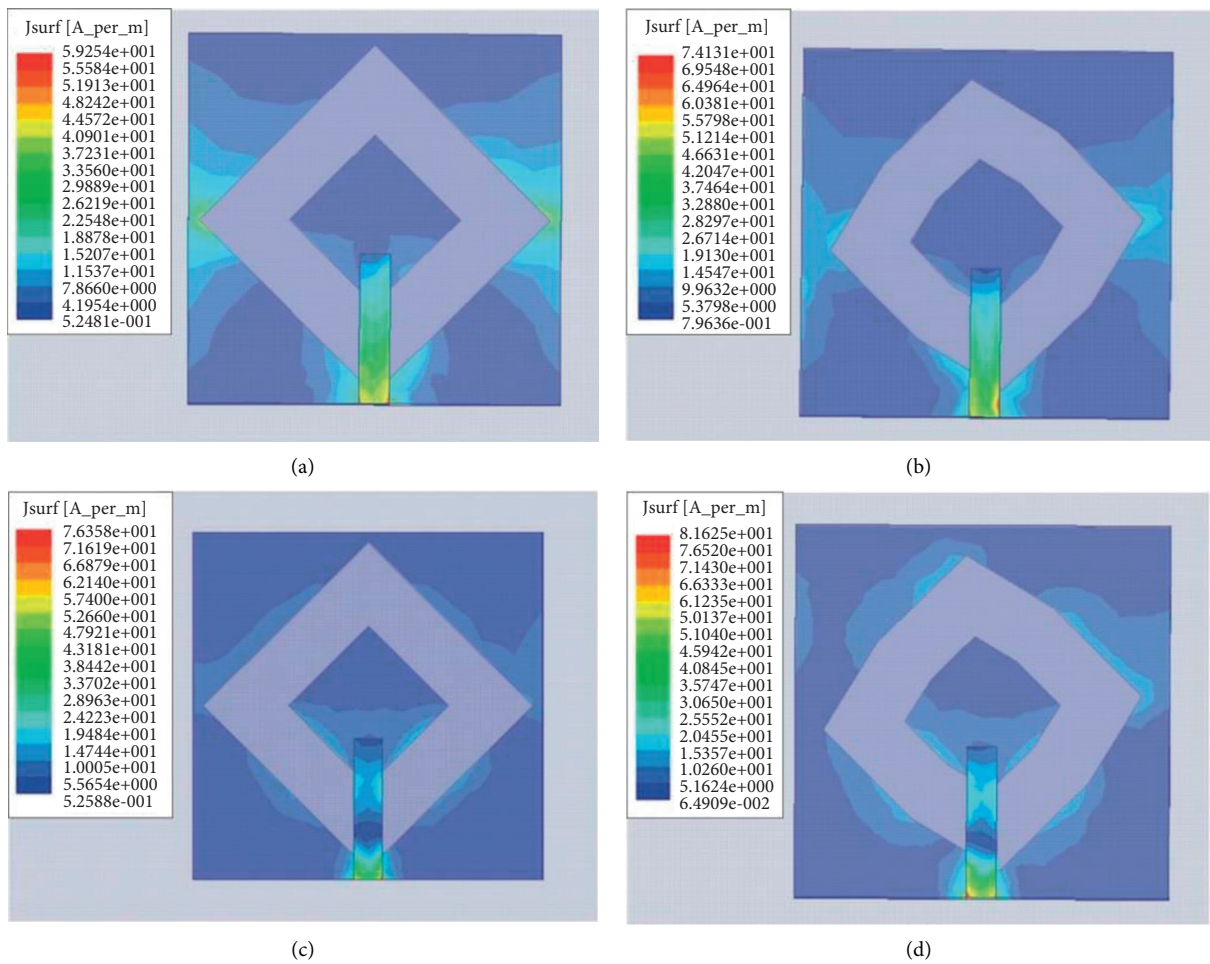 Jsurf [A_per_m]
5.9254e+001
5.5584e+001
5.1913e+001
4.8242e+001
4.4572e+001
4.0901e+001
3.7231e+001
3.3560e+001
2.9889e+001
2.6219e+001
2.2548e+001
1.8878e+001
1.5207e+001
1.1537e+001
7.8660e+000
4.1954e+000
5.2481e-001
(a)
Jsurf [A_per_m]
7.4131e+001
6.9548e+001
6.4964e+001
6.0381e+001
5.5798e+001
5.1214e+001
4.6631e+001
4.2047e+001
3.7464e+001
3.2880e+001
2.8297e+001
2.6714e+001
1.9130e+001
1.4547e+001
9.9632e+000
5.3798e+000
7.9636e-001
(b)
Jsurf [A_per_m]
7.6358e+001
7.1619e+001
6.6879e+001
6.2140e+001
5.7400e+001
5.2660e+001
4.7921e+001
4.3181e+001
3.8442e+001
3.3702e+001
2.8963e+001
2.4223e+001
1.9484e+001
1.4744e+001
1.0005e+001
5.5654e+000
5.2588e-001
(c)
Jsurf [A_per_m]
8.1625e+001
7.6520e+001
7.1430e+001
6.6333e+001
6.1235e+001
5.0137e+001
5.1040e+001
4.5942e+001
4.0845e+001
3.5747e+001
3.0650e+001
2.5552e+001
2.0455e+001
1.5357e+001
1.0260e+001
5.1624e+000
6.4909e-002
(d)